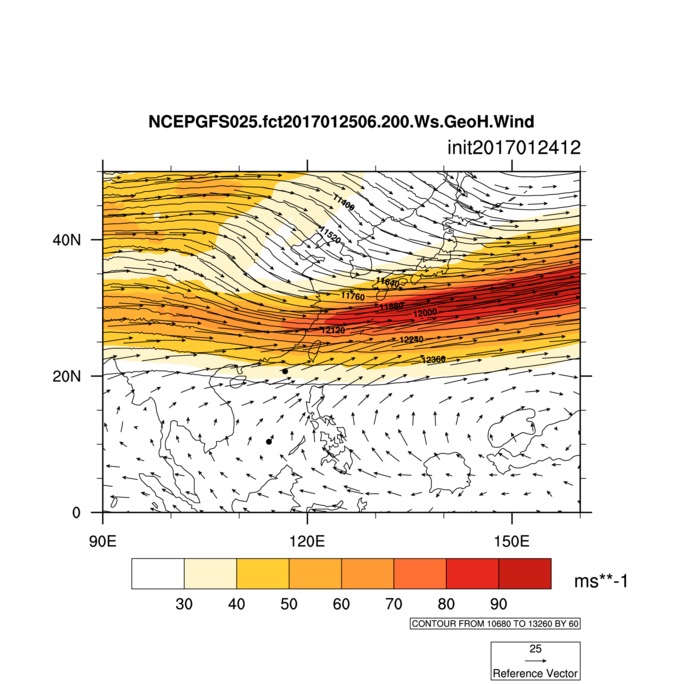 NCEPGFS025.fct2017012506.200.Ws.GeoH.Wind
init2017012412
11400
11520
40N
11640
11760
11880
12000
12120
12240
12360
20N
0
90E 120E 150E
ms**-1
30 40 50 60 70 80 90
CONTOUR FROM 10680 TO 13260 BY 60
25
Reference Vector